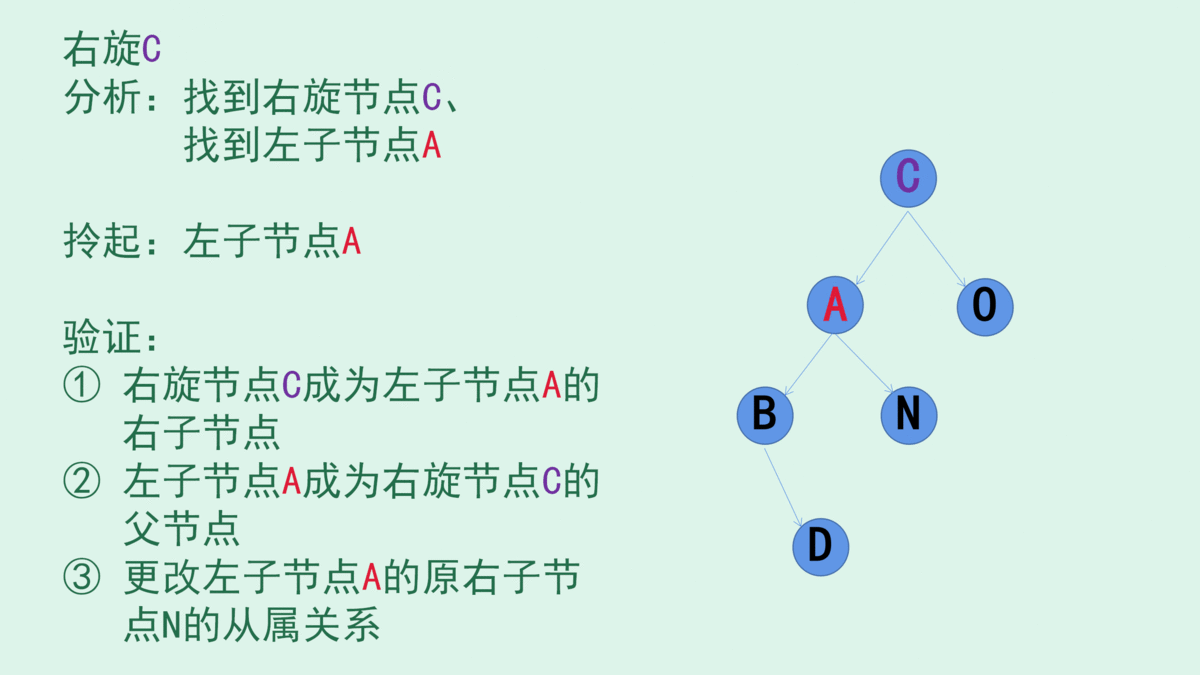 右旋C
分析：找到右旋节点C、
找到左子节点A
拎起：左子节点A
验证：
① 右旋节点C成为左子节点A的
右子节点
② 左子节点A成为右旋节点C的
父节点
③ 更改左子节点A的原右子节
点N的从属关系
C
A
O
B
N
D